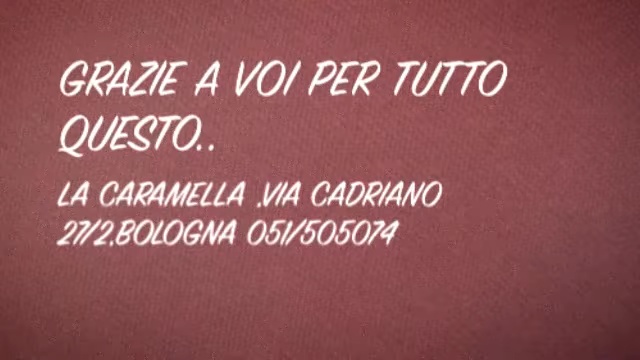 GRAZIE A VOI PER TUTTO
QUESTO..
LA CARAMELLA .VIA CADRIANO
27/2.BOLOGNA 051/505074